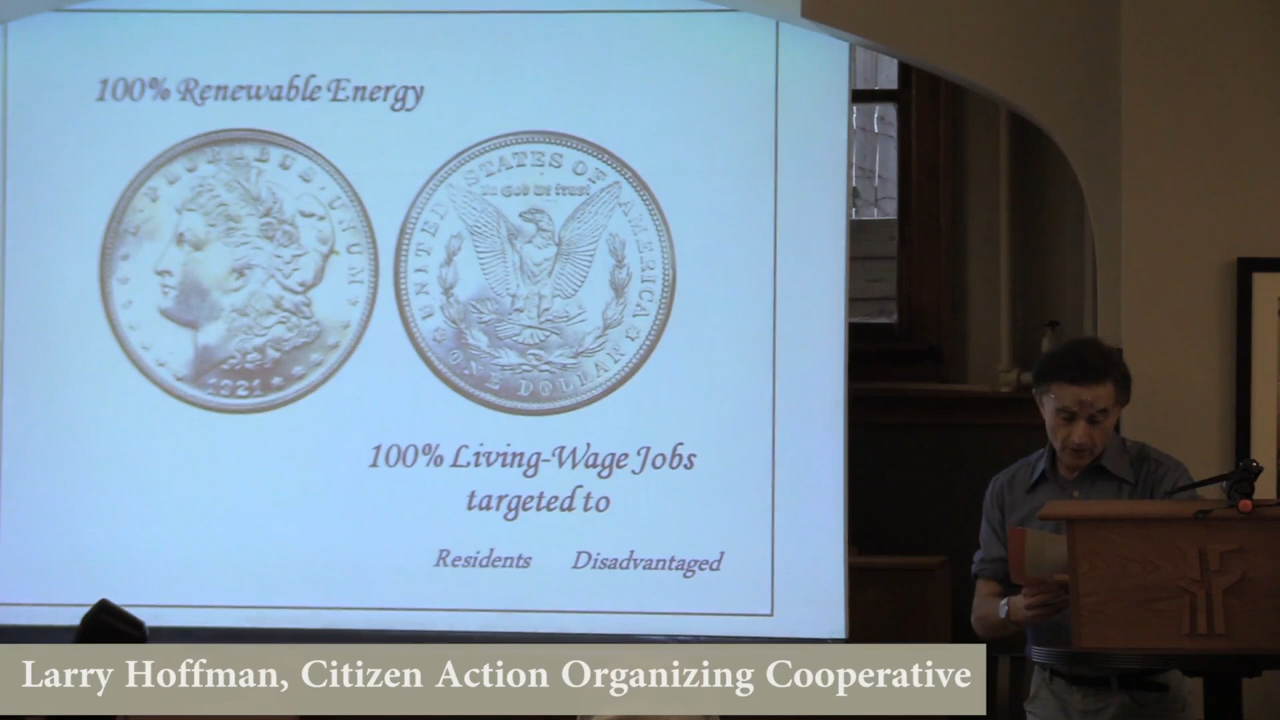 100% Renewable Energy
E·PLURIBUS·UNUM
1921
UNITED STATES OF AMERICA
In God we trust
ONE DOLLAR
100% Living-Wage Jobs
targeted to
Residents Disadvantaged
Larry Hoffman, Citizen Action Organizing Cooperative